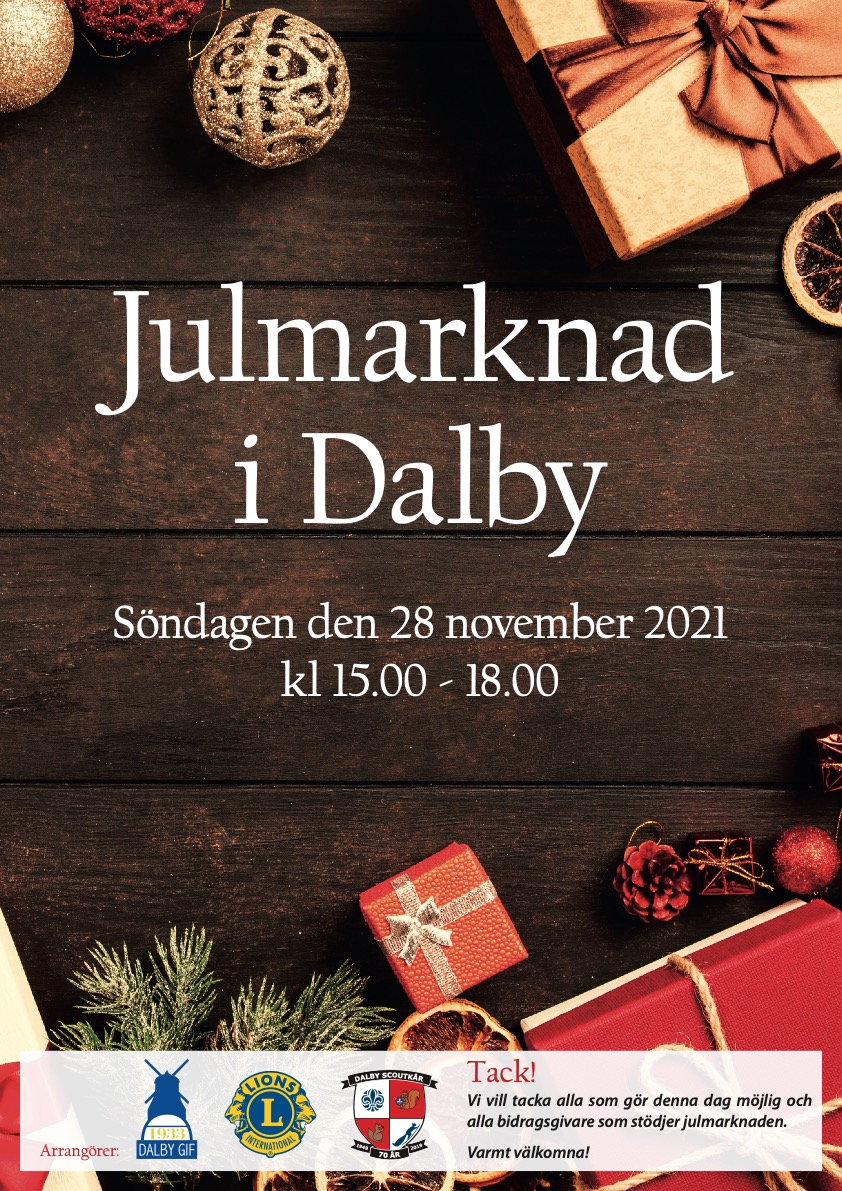 Julmarknad
i Dalby
Söndagen den 28 november 2021
kl 15.00 - 18.00
Arrangörer:
1933
DALBY GIF
LIONS
L
INTERNATIONAL
DALBY SCOUTKÅR
1949 2019
70 ÅR
Tack!
Vi vill tacka alla som gör denna dag möjlig och
alla bidragsgivare som stödjer julmarknaden.
Varmt välkomna!